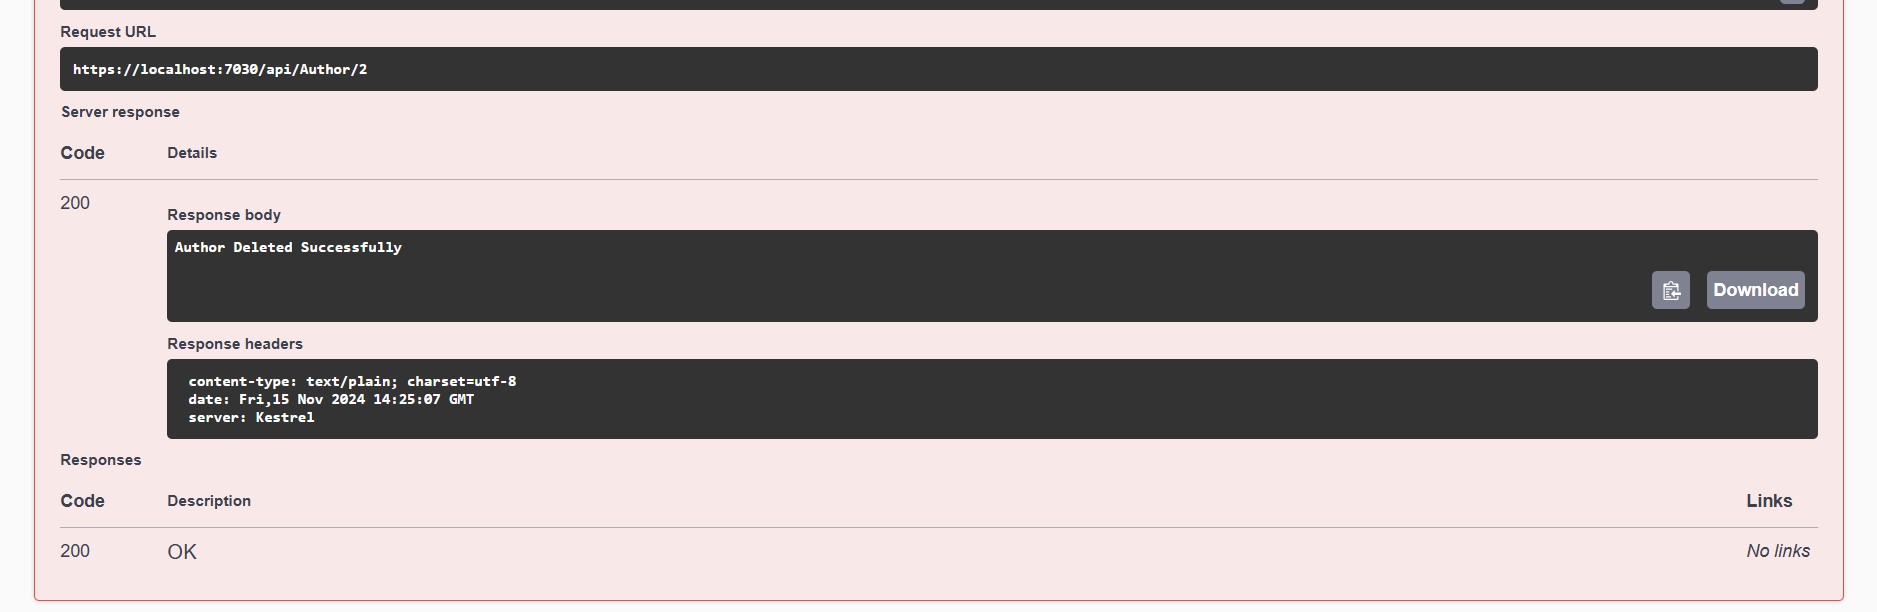 Request URL
https://localhost:7030/api/Author/2
Server response
Code Details
200
Response body
Author Deleted Successfully
Download
Response headers
content-type: text/plain; charset=utf-8
date: Fri,15 Nov 2024 14:25:07 GMT
server: Kestrel
Responses
Code Description Links
200 OK No links